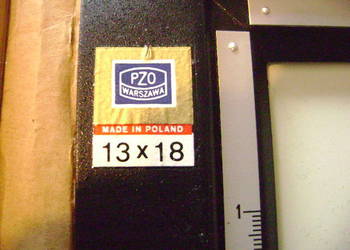 PZO
WARSZAWA
MADE IN POLAND
13 x 18
1